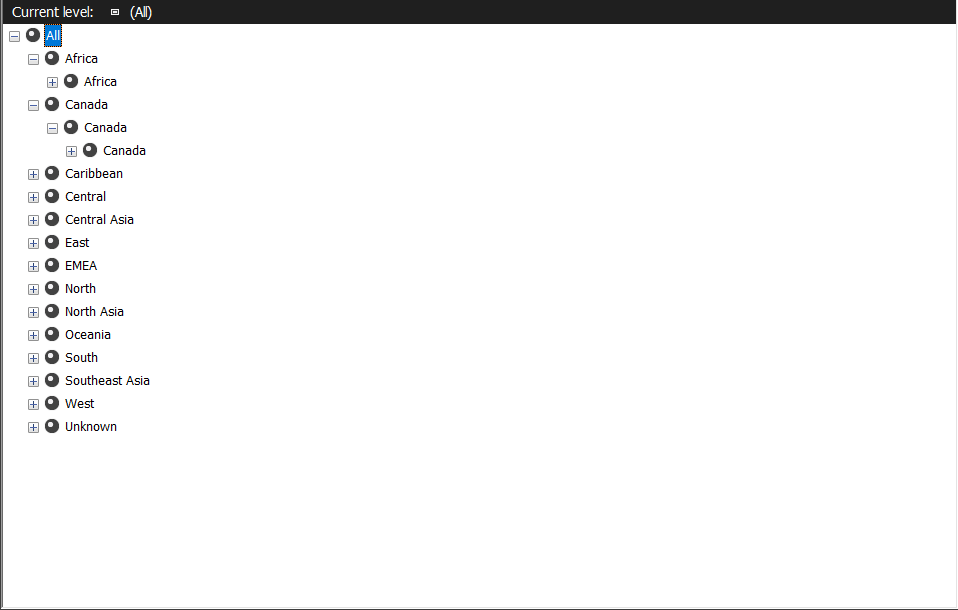 Current level: (All)
All
Africa
Africa
Canada
Canada
Canada
Caribbean
Central
Central Asia
East
EMEA
North
North Asia
Oceania
South
Southeast Asia
West
Unknown